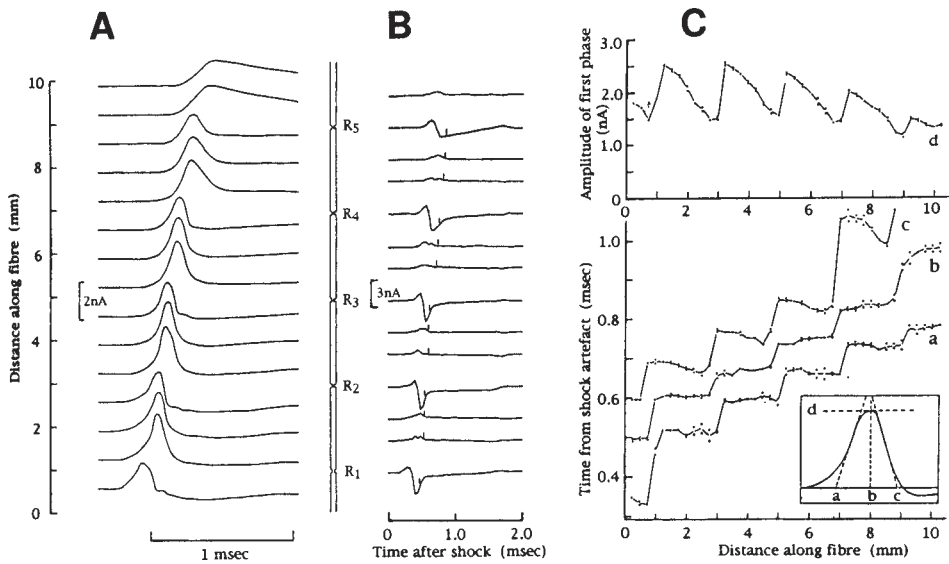 A
B
C
Distance along fibre (mm)
10
8
6
4
2
0
2nA
1 msec
R5
R4
R3
R2
R1
3nA
0
1.0
2.0
Time after shock (msec)
Amplitude of first phase
(nA)
3.0
2.0
1.0
0
d
0 2 4 6 8 10
Time from shock artefact (msec)
1.0
0.8
0.6
0.4
c
b
a
d
a b c
0 2 4 6 8 10
Distance along fibre (mm)